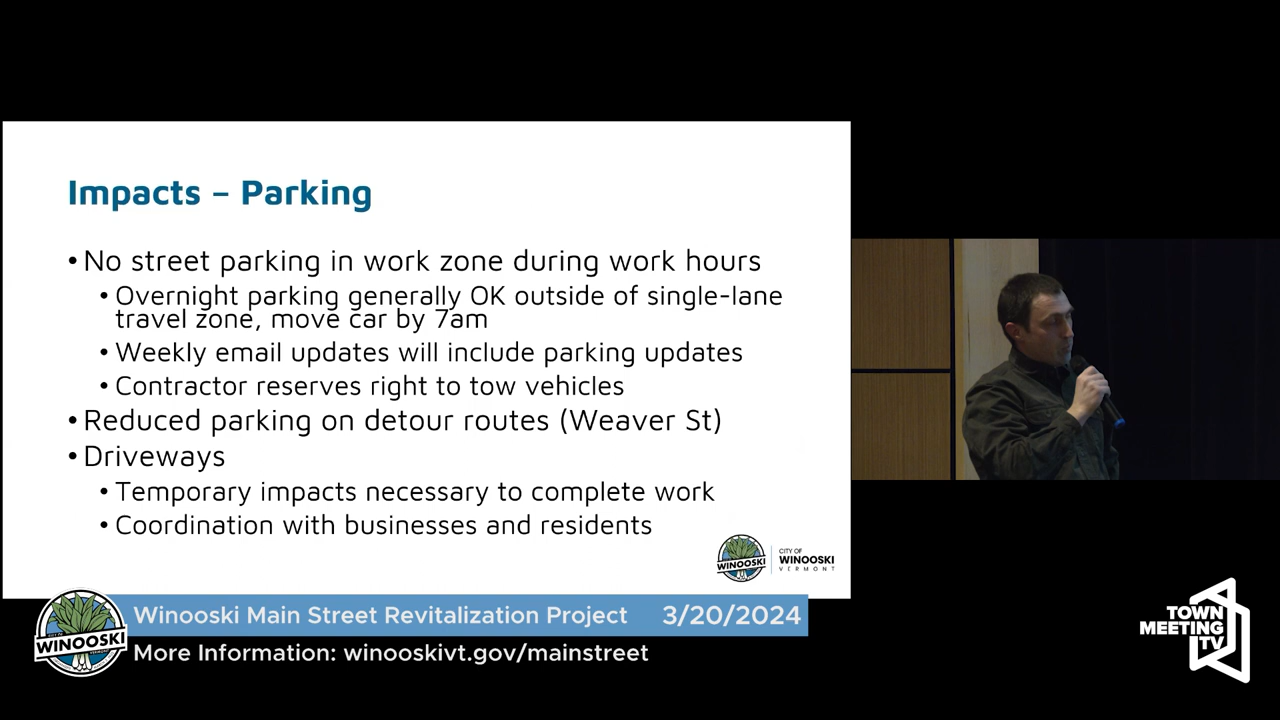 Impacts – Parking
• No street parking in work zone during work hours
• Overnight parking generally OK outside of single-lane
travel zone, move car by 7am
• Weekly email updates will include parking updates
• Contractor reserves right to tow vehicles
• Reduced parking on detour routes (Weaver St)
• Driveways
• Temporary impacts necessary to complete work
• Coordination with businesses and residents
WINOOSKI
CITY OF
WINOOSKI
VERMONT
WINOOSKI
Winooski Main Street Revitalization Project 3/20/2024
More Information: winooskivt.gov/mainstreet
TOWN
MEETING
TV